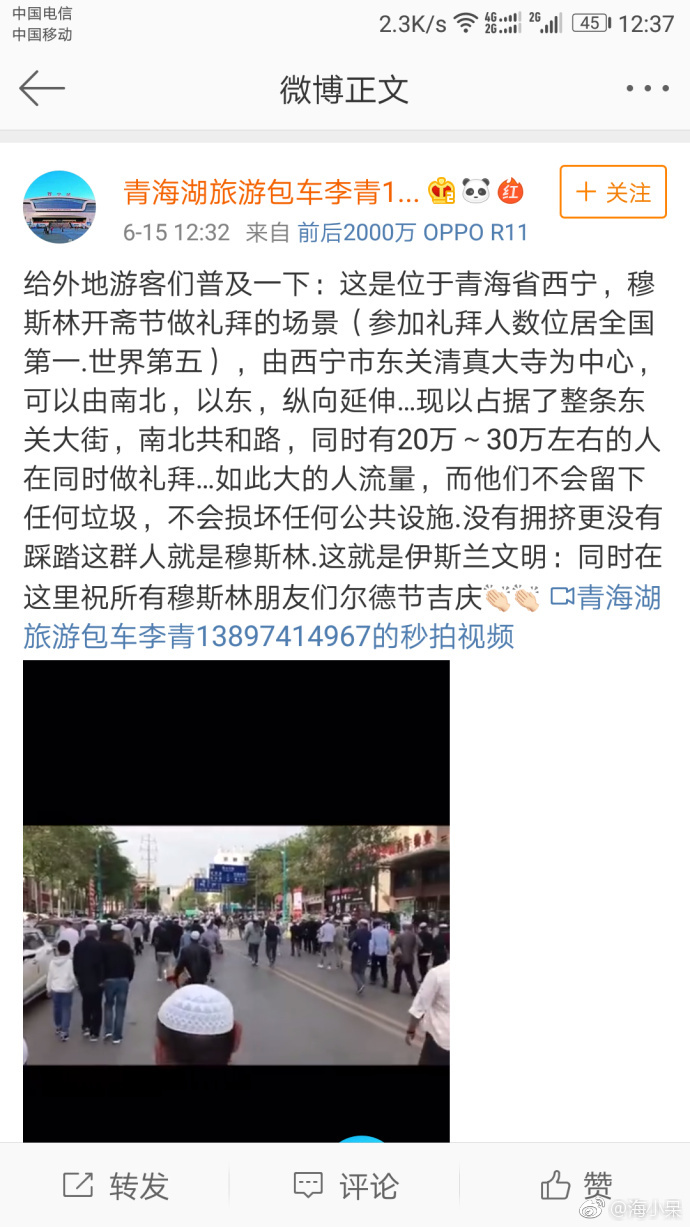 中国电信
中国移动
2.3K/s 4G 2G 2G 45 12:37
微博正文
青海湖旅游包车李青1... 红
+ 关注
6-15 12:32 来自 前后2000万 OPPO R11
给外地游客们普及一下：这是位于青海省西宁，穆
斯林开斋节做礼拜的场景（参加礼拜人数位居全国
第一.世界第五），由西宁市东关清真大寺为中心，
可以由南北，以东，纵向延伸...现以占据了整条东
关大街，南北共和路，同时有20万～30万左右的人
在同时做礼拜...如此大的人流量，而他们不会留下
任何垃圾，不会损坏任何公共设施.没有拥挤更没有
踩踏这群人就是穆斯林.这就是伊斯兰文明：同时在
这里祝所有穆斯林朋友们尔德节吉庆👏🏻👏🏻 青海湖
旅游包车李青13897414967的秒拍视频
转发
评论
赞
@海小杲